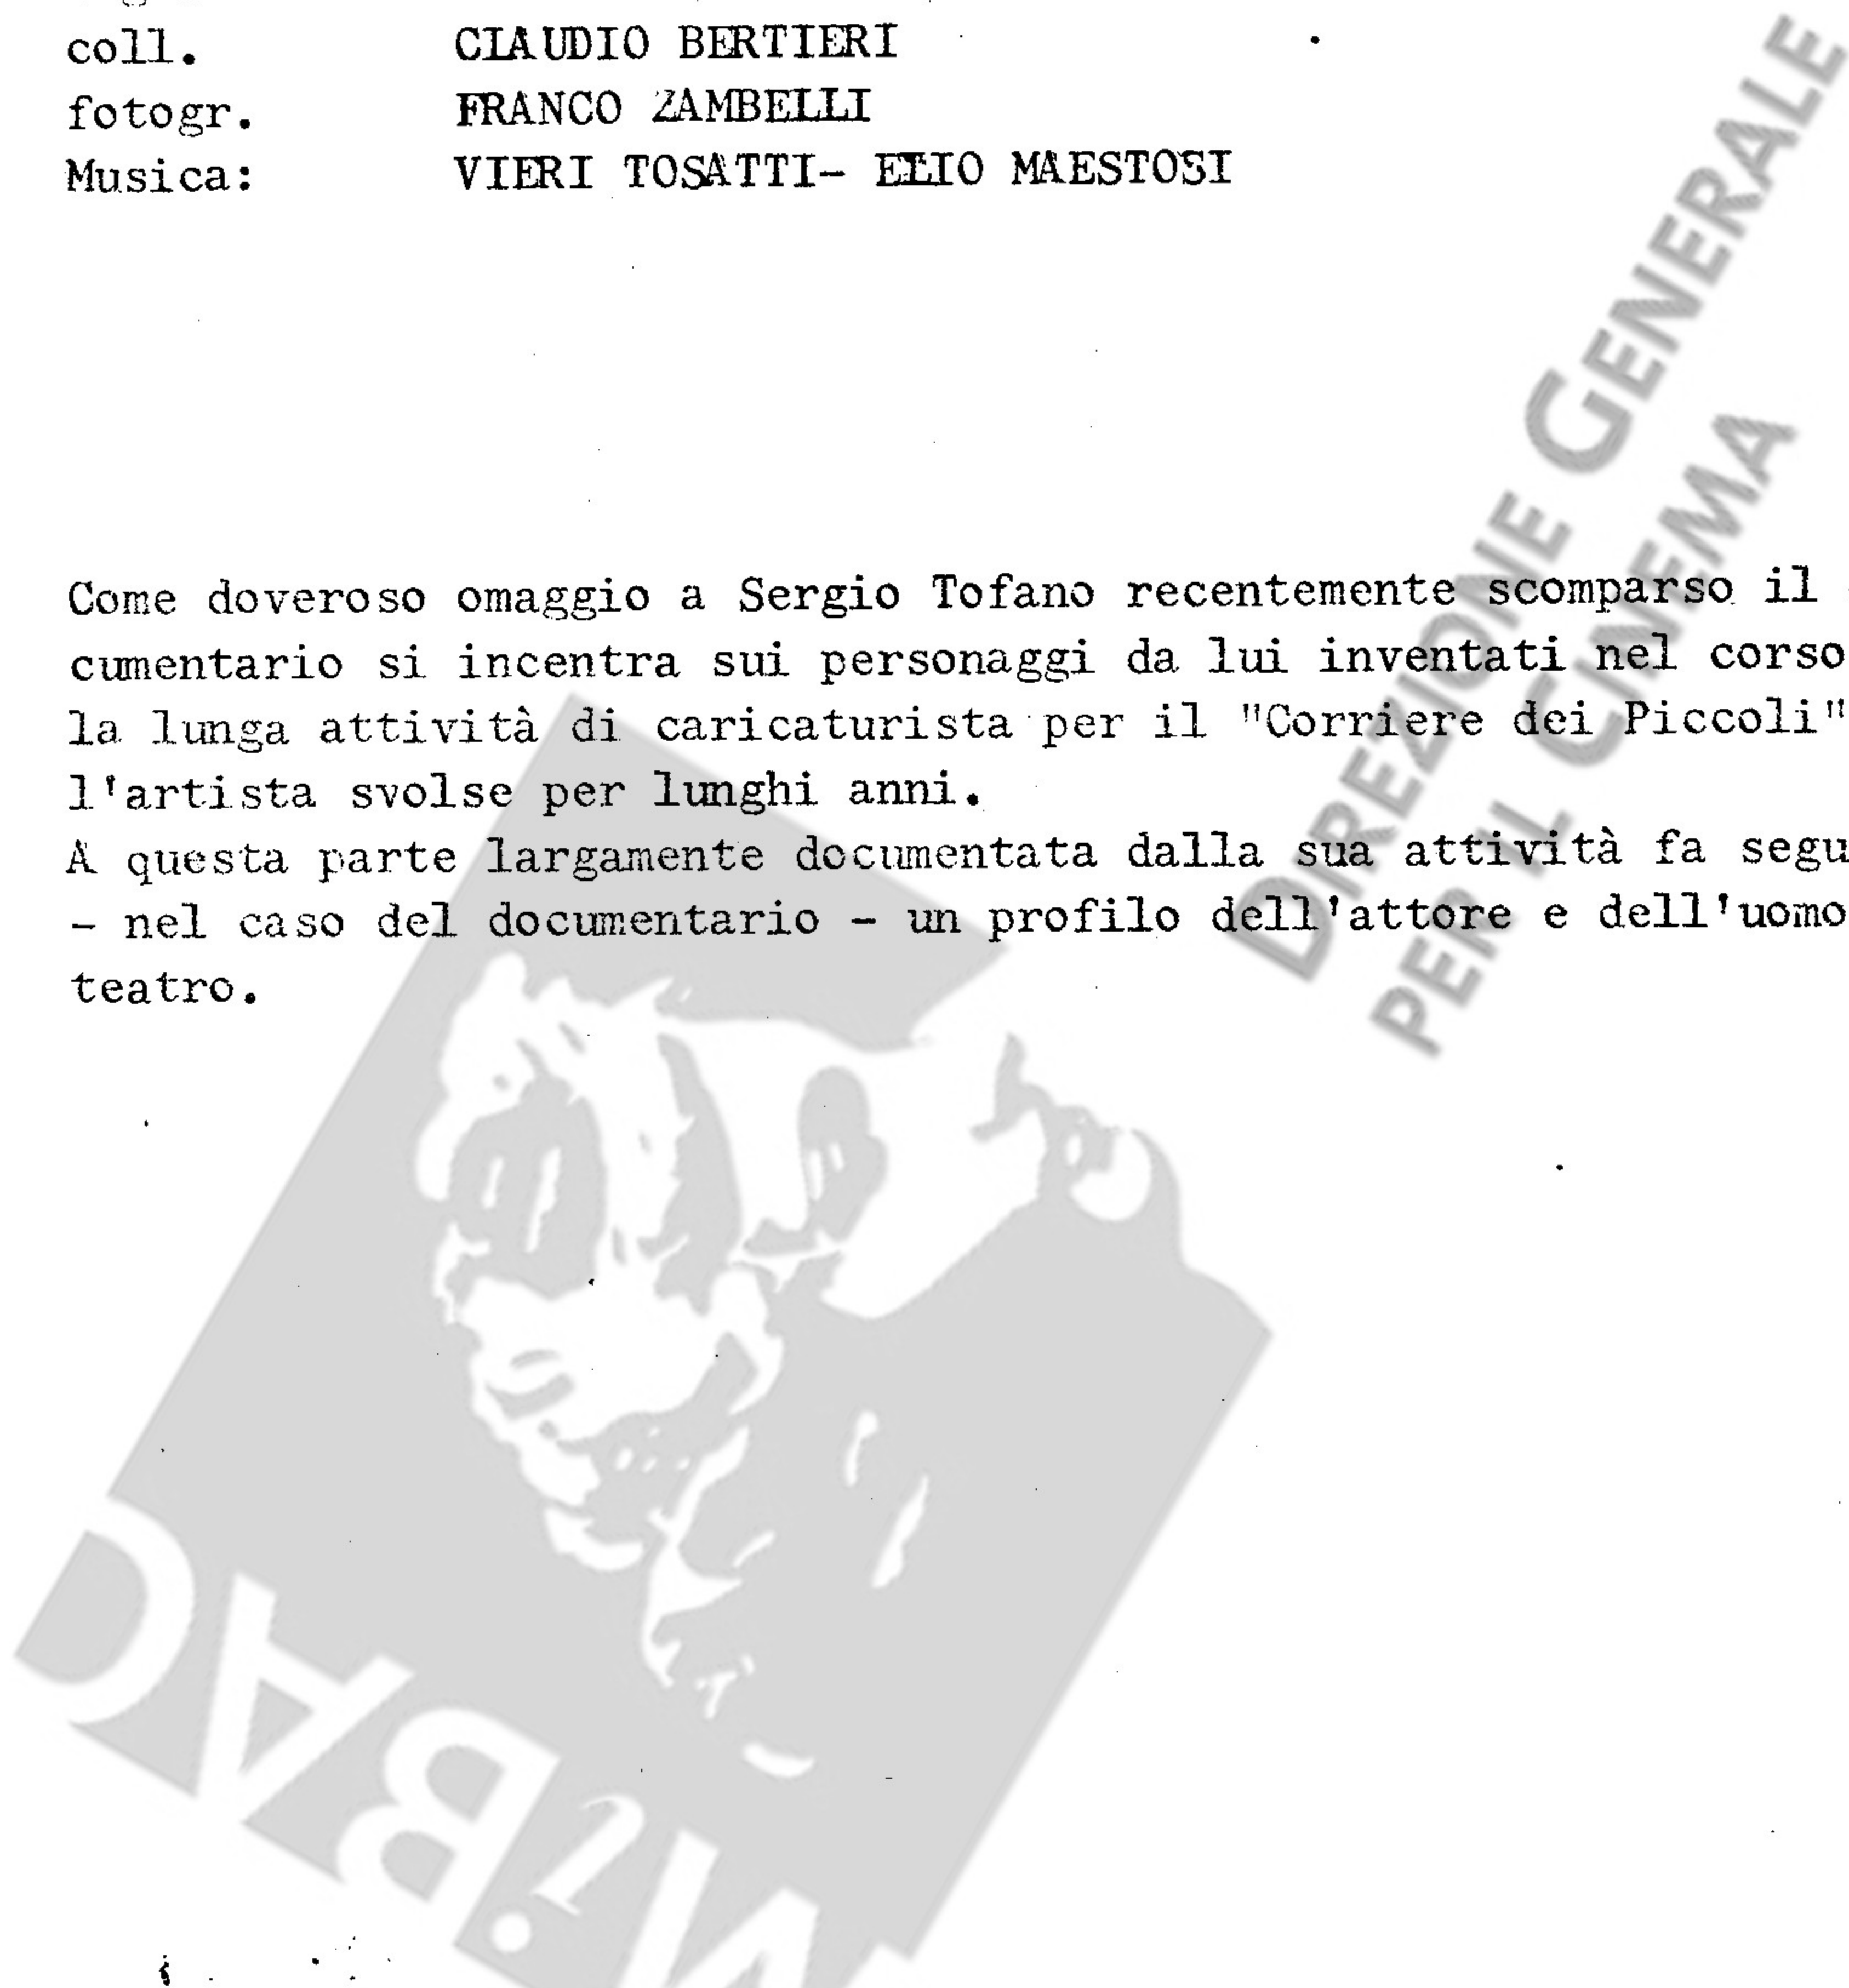 coll. CLAUDIO BERTIERI
fotogr. FRANCO ZAMBELLI
Musica: VIERI TOSATTI- ELIO MAESTOSI
Come doveroso omaggio a Sergio Tofano recentemente scomparso il
cumentario si incentra sui personaggi da lui inventati nel corso
la lunga attività di caricaturista per il "Corriere dei Piccoli"
l'artista svolse per lunghi anni.
A questa parte largamente documentata dalla sua attività fa segu
- nel caso del documentario - un profilo dell'attore e dell'uomo
teatro.
DIREZIONE GENERALE
PER IL CINEMA
MiBAC